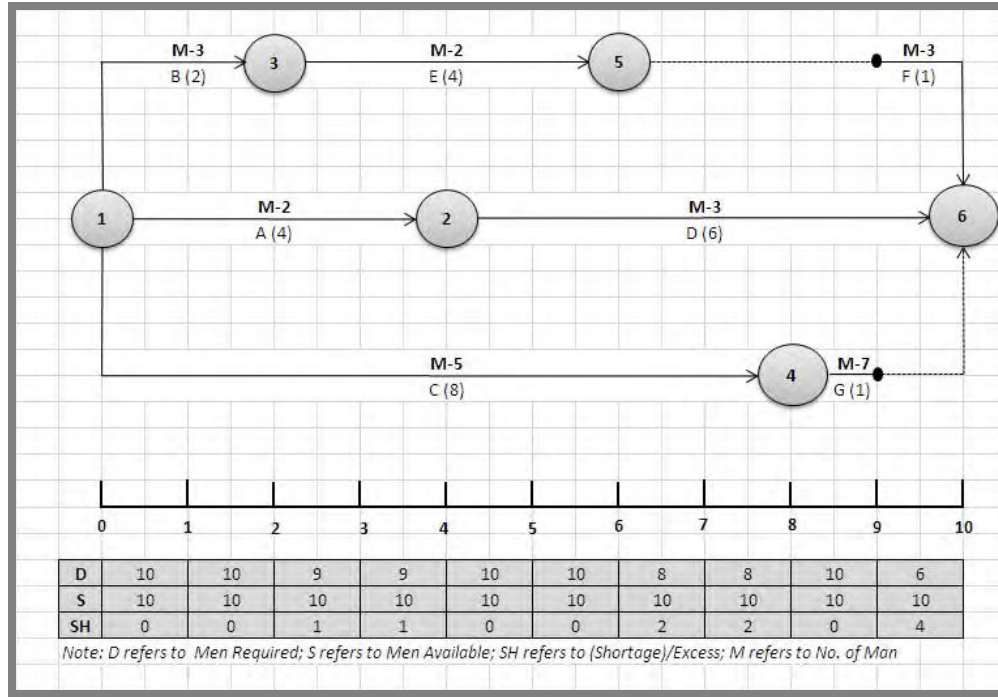 M-3 M-2 M-3
3 5
B (2) E (4) F (1)
M-2 M-3
1 2 6
A (4) D (6)
M-5 M-7
4
C (8) G (1)
0 1 2 3 4 5 6 7 8 9 10
D 10 10 9 9 10 10 8 8 10 6
S 10 10 10 10 10 10 10 10 10 10
SH 0 0 1 1 0 0 2 2 0 4
Note: D refers to Men Required; S refers to Men Available; SH refers to (Shortage)/Excess; M refers to No. of Man